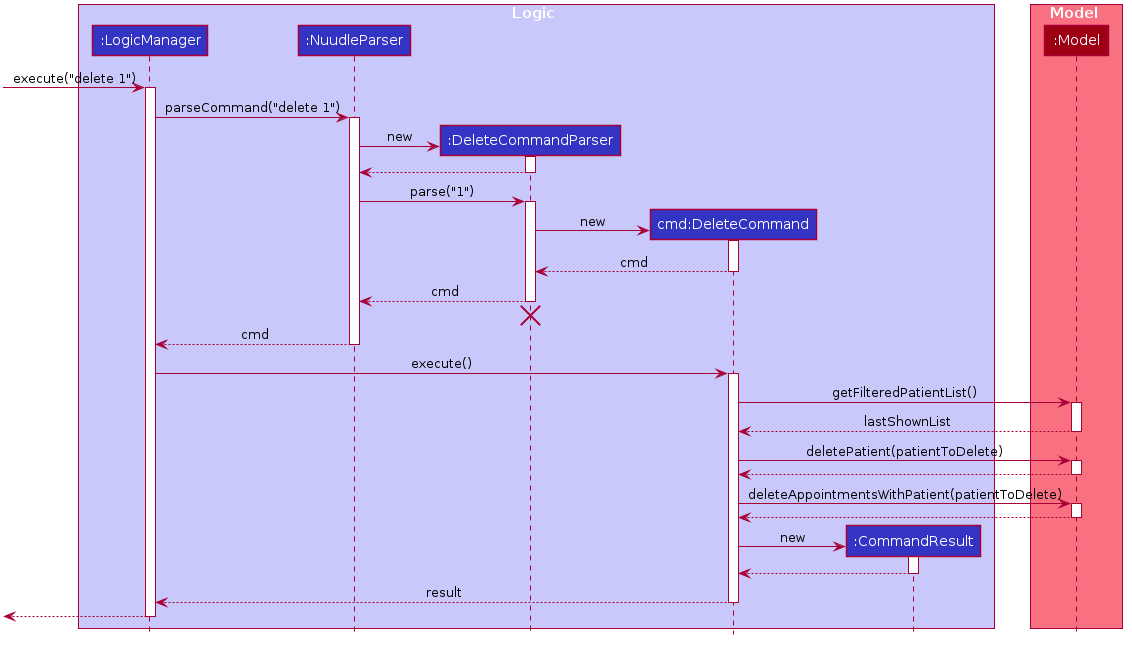 Logic
Model
:LogicManager
:NuudleParser
:Model
execute("delete 1")
parseCommand("delete 1")
new
:DeleteCommandParser
parse("1")
new
cmd:DeleteCommand
cmd
cmd
cmd
execute()
getFilteredPatientList()
lastShownList
deletePatient(patientToDelete)
deleteAppointmentsWithPatient(patientToDelete)
new
:CommandResult
result